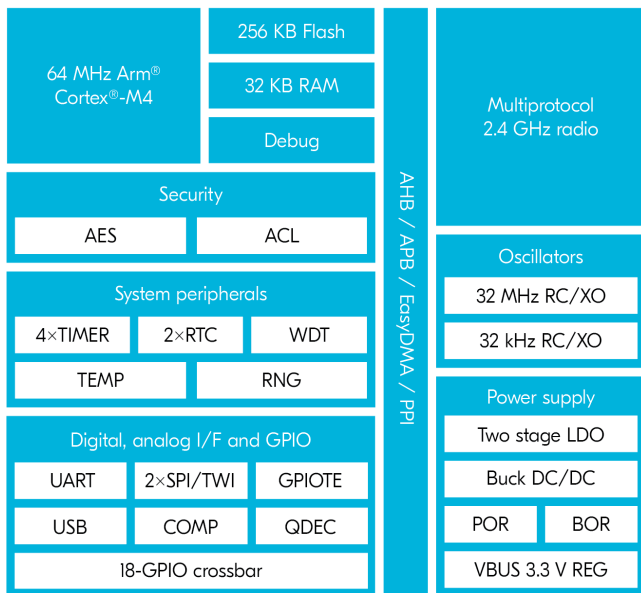 64 MHz Arm®
Cortex®-M4
256 KB Flash
32 KB RAM
Debug
Security
AES
ACL
System peripherals
4×TIMER
2×RTC
WDT
TEMP
RNG
Digital, analog I/F and GPIO
UART
2×SPI/TWI
GPIOTE
USB
COMP
QDEC
18-GPIO crossbar
AHB / APB / EasyDMA / PPI
Multiprotocol
2.4 GHz radio
Oscillators
32 MHz RC/XO
32 kHz RC/XO
Power supply
Two stage LDO
Buck DC/DC
POR
BOR
VBUS 3.3 V REG